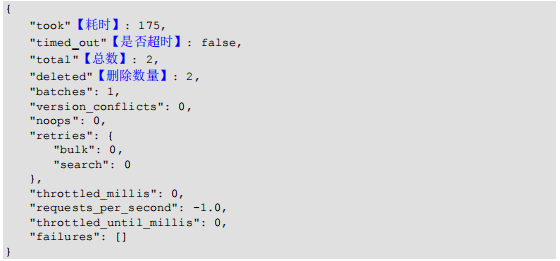 {
"took"【耗时】: 175,
"timed_out"【是否超时】: false,
"total"【总数】: 2,
"deleted"【删除数量】: 2,
"batches": 1,
"version_conflicts": 0,
"noops": 0,
"retries": {
"bulk": 0,
"search": 0
},
"throttled_millis": 0,
"requests_per_second": -1.0,
"throttled_until_millis": 0,
"failures": []
}